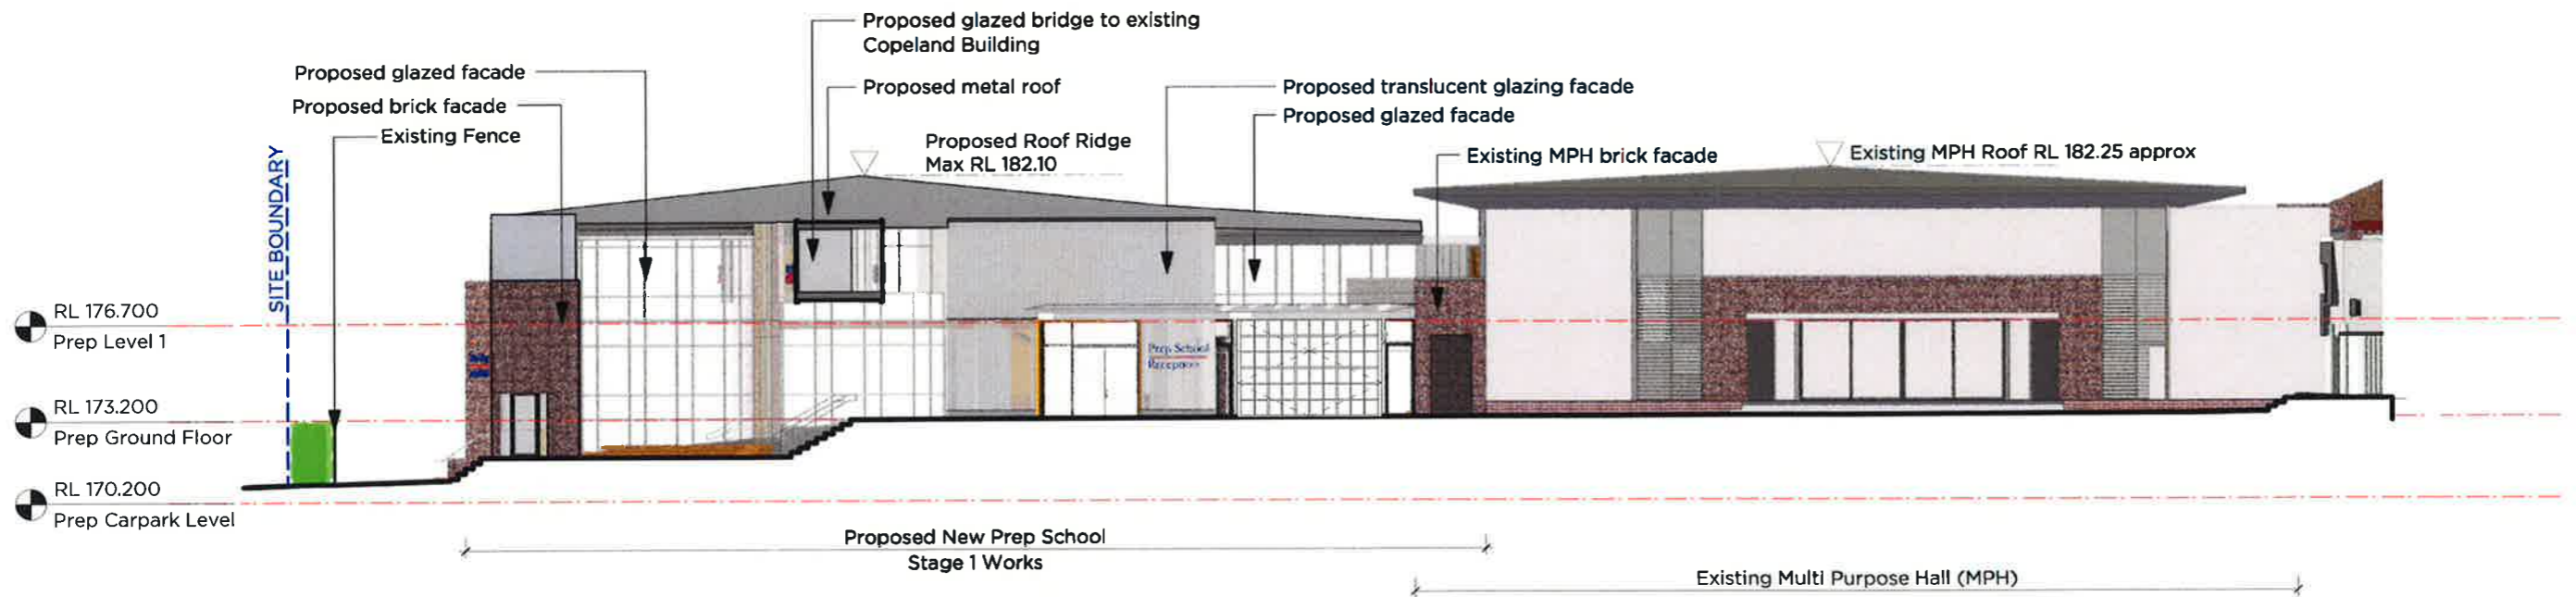 Proposed glazed bridge to existing
Copeland Building
Proposed glazed facade
Proposed metal roof
Proposed translucent glazing facade
Proposed brick facade
Proposed glazed facade
Existing Fence
Proposed Roof Ridge
Max RL 182.10
Existing MPH brick facade
Existing MPH Roof RL 182.25 approx
SITE BOUNDARY
RL 176.700
Prep Level 1
Prep School
Reception
RL 173.200
Prep Ground Floor
RL 170.200
Prep Carpark Level
Proposed New Prep School
Stage 1 Works
Existing Multi Purpose Hall (MPH)